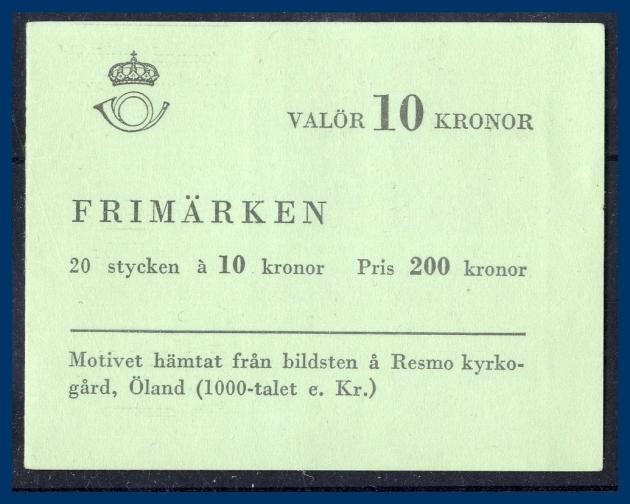 VALÖR 10 KRONOR
FRIMÄRKEN
20 stycken à 10 kronor Pris 200 kronor
Motivet hämtat från bildsten å Resmo kyrko-
gård, Öland (1000-talet e. Kr.)